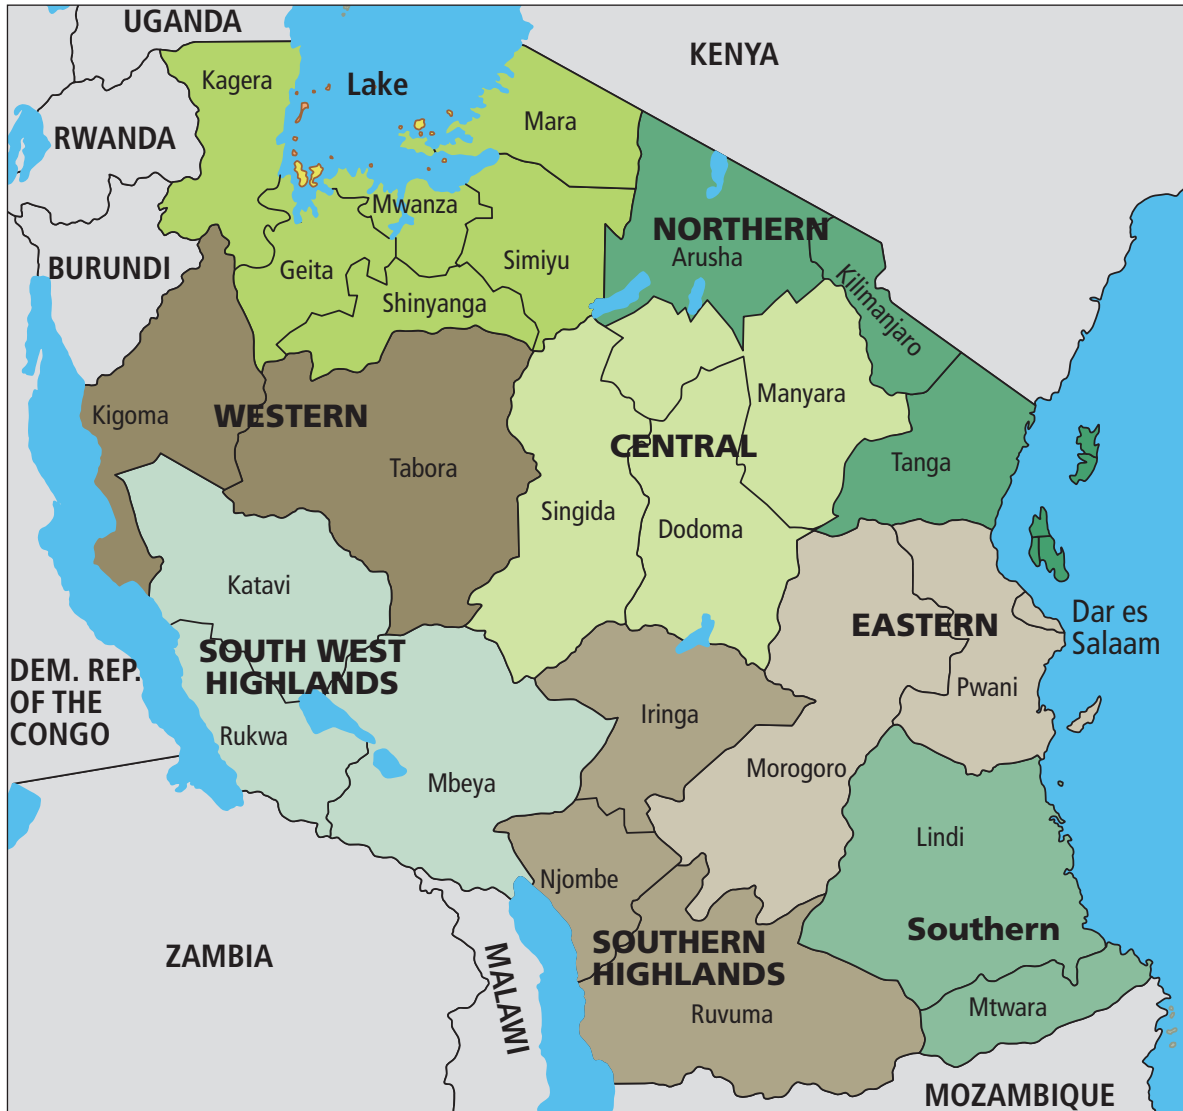 UGANDA
KENYA
Kagera
Lake
Mara
RWANDA
Mwanza
NORTHERN
Arusha
BURUNDI
Geita
Simiyu
Kilimanjaro
Shinyanga
Manyara
Kigoma
WESTERN
CENTRAL
Tabora
Tanga
Singida
Dodoma
Katavi
Dar es
Salaam
EASTERN
SOUTH WEST
HIGHLANDS
DEM. REP.
OF THE
CONGO
Pwani
Iringa
Rukwa
Morogoro
Mbeya
Lindi
Njombe
Southern
SOUTHERN
HIGHLANDS
ZAMBIA
MALAWI
Mtwara
Ruvuma
MOZAMBIQUE